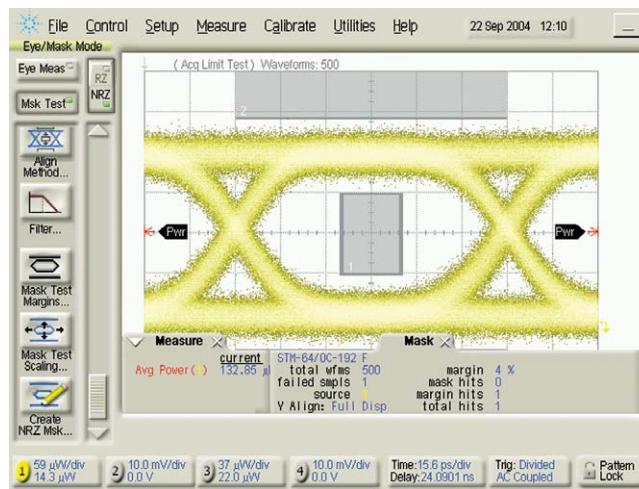 File Control Setup Measure Calibrate Utilities Help 22 Sep 2004 12:10
Eye/Mask Mode
Eye Meas
RZ
NRZ
Msk Test
( Acq Limit Test ) Waveforms: 500
2
Align
Method...
Filter...
Pwr
Pwr
1
Mask Test
Margins...
Mask Test
Scaling...
Create
NRZ Msk...
Measure
Mask
current
Avg Power(1) 132.85 µ
STM-64/OC-192 F
total wfms 500
failed smpls 1
source 1
Y Align: Full Disp
margin 4 %
mask hits 0
margin hits 1
total hits 1
1 59 µW/div
14.3 µW
2 10.0 mV/div
0.0 V
3 37 µW/div
22.0 µW
4 10.0 mV/div
0.0 V
Time:15.6 ps/div
Delay:24.0901 ns
Trig: Divided
AC Coupled
Pattern
Lock